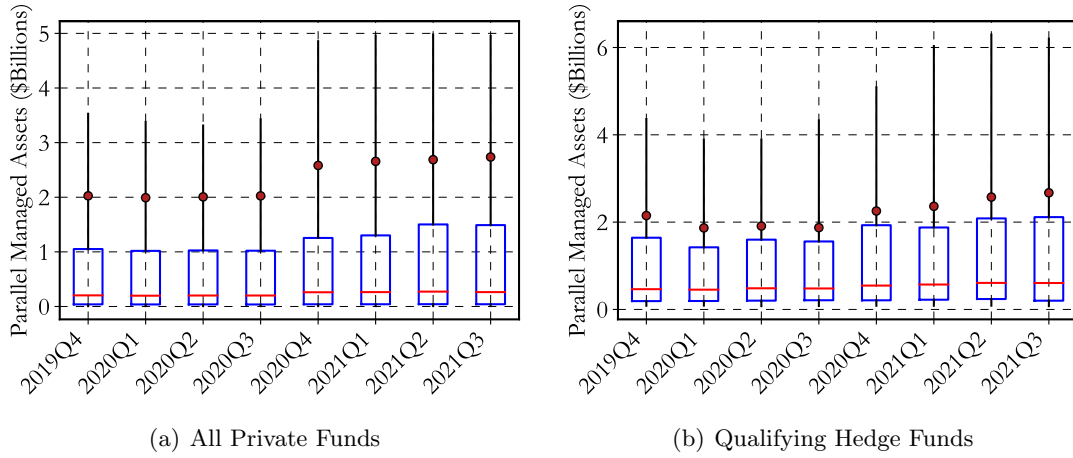 Parallel Managed Assets ($Billions)
5
4
3
2
1
0
2019Q4
2020Q1
2020Q2
2020Q3
2020Q4
2021Q1
2021Q2
2021Q3
(a) All Private Funds
Parallel Managed Assets ($Billions)
6
4
2
0
2019Q4
2020Q1
2020Q2
2020Q3
2020Q4
2021Q1
2021Q2
2021Q3
(b) Qualifying Hedge Funds